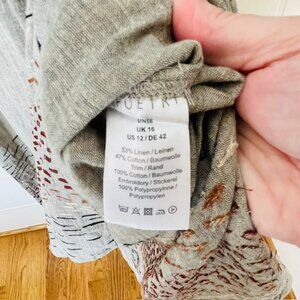 POETRY
UK16
UK 16
US 12 / DE 42
53% Linen / Leinen
47% Cotton / Baumwolle
Trim / Rand
100% Cotton / Baumwolle
Embroidery / Stickerei
100% Polypropylene /
Polypropylen